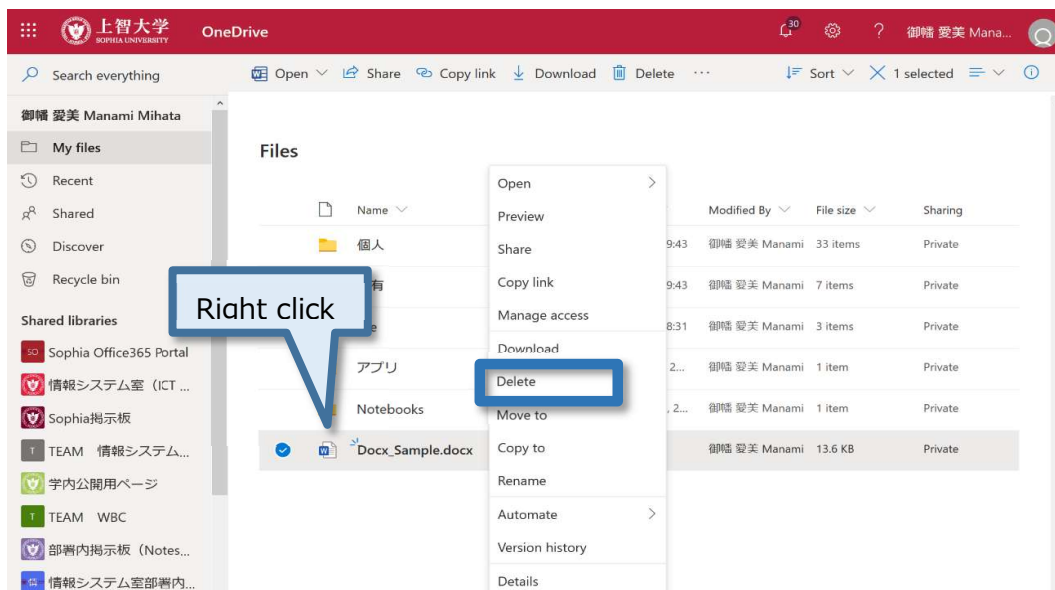 上智大学
SOPHIA UNIVERSITY
OneDrive
30
?
御幡 愛美 Mana...
Search everything
Open
Share
Copy link
Download
Delete
...
Sort
1 selected
御幡 愛美 Manami Mihata
My files
Recent
Shared
Discover
Recycle bin
Shared libraries
SO Sophia Office365 Portal
情報システム室（ICT ...
Sophia掲示板
T TEAM 情報システム...
学内公開用ページ
T TEAM WBC
部署内掲示板（Notes...
情報システム室部署内...
Files
Name
Modified By
File size
Sharing
個人
9:43
御幡 愛美 Manami
33 items
Private
有
9:43
御幡 愛美 Manami
7 items
Private
e
8:31
御幡 愛美 Manami
3 items
Private
アプリ
2...
御幡 愛美 Manami
1 item
Private
Notebooks
, 2...
御幡 愛美 Manami
1 item
Private
Docx_Sample.docx
御幡 愛美 Manami
13.6 KB
Private
Right click
Open
Preview
Share
Copy link
Manage access
Download
Delete
Move to
Copy to
Rename
Automate
Version history
Details